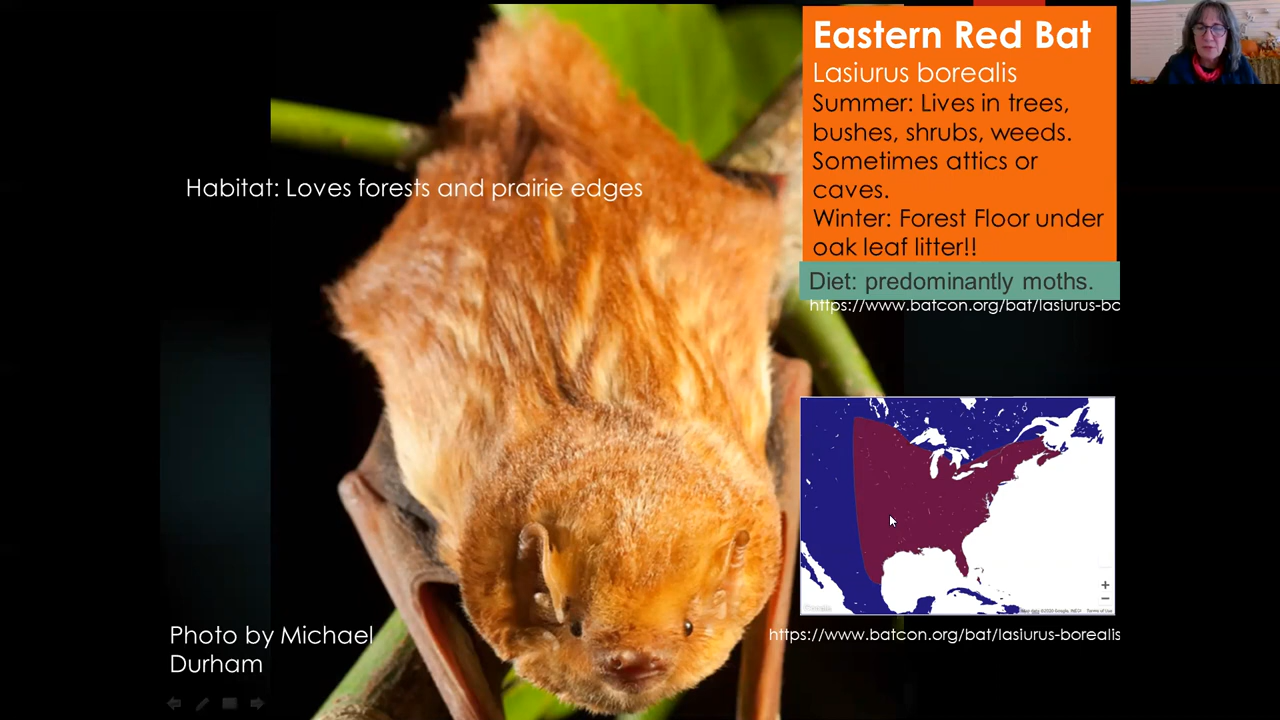 Eastern Red Bat
Lasiurus borealis
Summer: Lives in trees,
bushes, shrubs, weeds.
Sometimes attics or
caves.
Winter: Forest Floor under
oak leaf litter!!
Diet: predominantly moths.
https://www.batcon.org/bat/lasiurus-bo
Habitat: Loves forests and prairie edges
https://www.batcon.org/bat/lasiurus-borealis
Photo by Michael
Durham